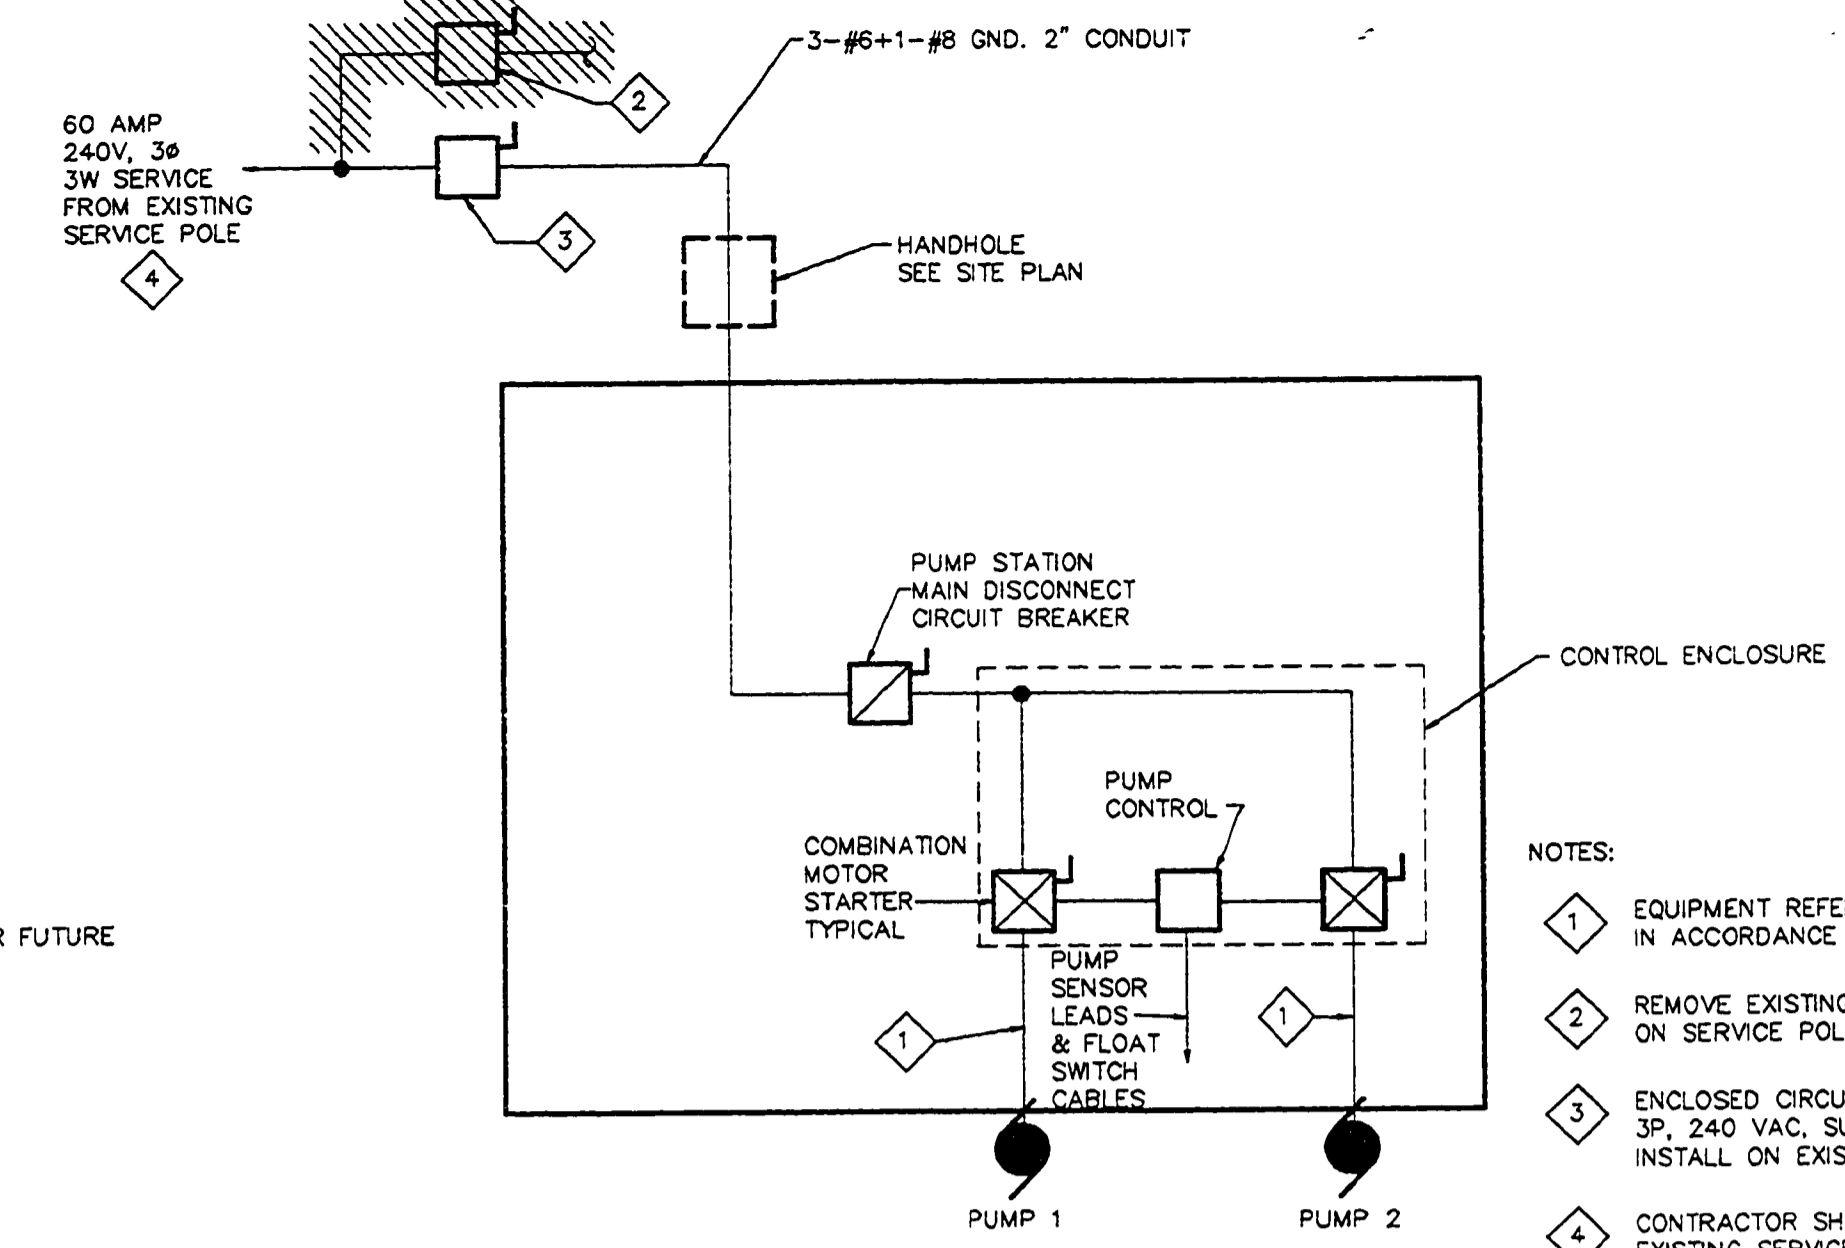 3-#6+1-#8 GND. 2" CONDUIT
2
60 AMP
240V, 3ø
3W SERVICE
FROM EXISTING
SERVICE POLE
4
3
HANDHOLE
SEE SITE PLAN
PUMP STATION
MAIN DISCONNECT
CIRCUIT BREAKER
CONTROL ENCLOSURE
PUMP
CONTROL
COMBINATION
MOTOR
STARTER
TYPICAL
R FUTURE
PUMP
SENSOR
LEADS
& FLOAT
SWITCH
CABLES
1
1
PUMP 1
PUMP 2
NOTES:
1
EQUIPMENT REFE
IN ACCORDANCE
2
REMOVE EXISTING
ON SERVICE POL
3
ENCLOSED CIRCU
3P, 240 VAC, SU
INSTALL ON EXIS
4
CONTRACTOR SH
EXISTING SERVIC